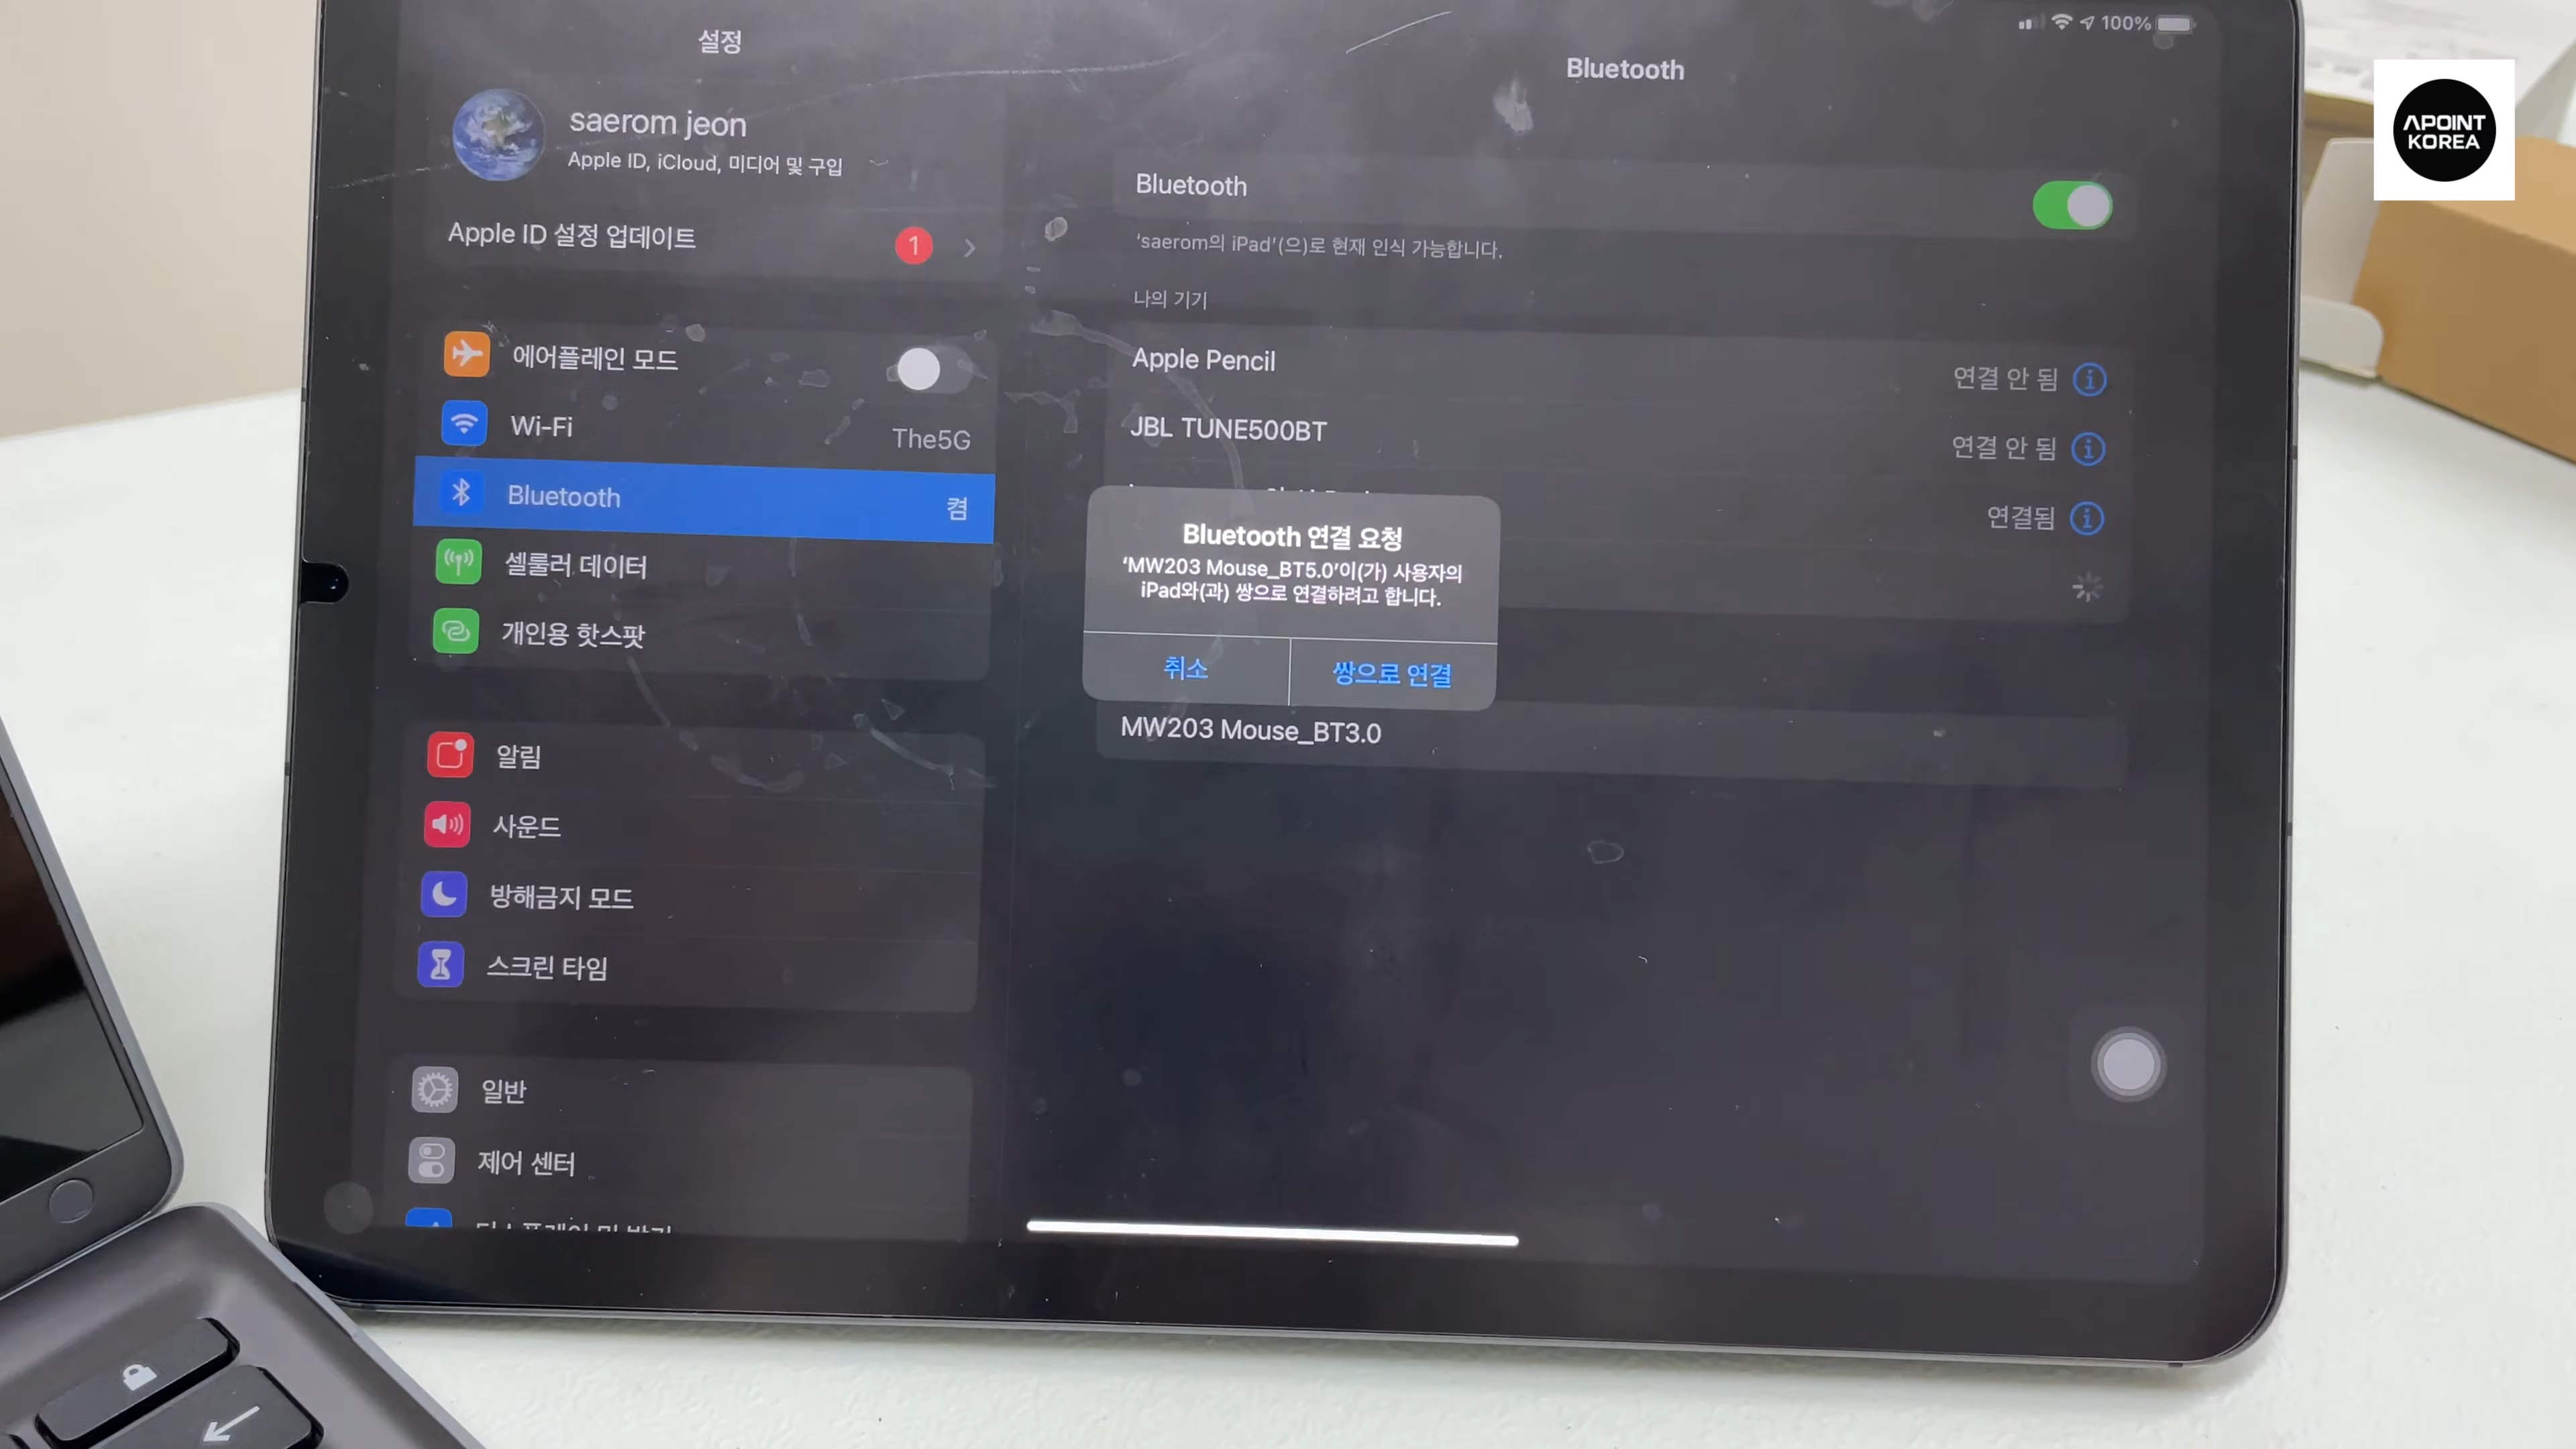 설정
saerom jeon
Apple ID, iCloud, 미디어 및 구입
Apple ID 설정 업데이트
1
에어플레인 모드
Wi-Fi
The5G
Bluetooth
켬
셀룰러 데이터
개인용 핫스팟
알림
사운드
방해금지 모드
스크린 타임
일반
제어 센터
100%
Bluetooth
Bluetooth
'saerom의 iPad'(으)로 현재 인식 가능합니다.
나의 기기
Apple Pencil
연결 안 됨
JBL TUNE500BT
연결 안 됨
연결됨
Bluetooth 연결 요청
'MW203 Mouse_BT5.0'이(가) 사용자의
iPad와(과) 쌍으로 연결하려고 합니다.
취소
쌍으로 연결
MW203 Mouse_BT3.0
APOINT
KOREA